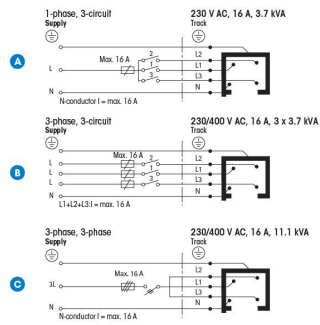 1-phase, 3-circuit
Supply
230 V AC, 16 A, 3.7 kVA
Track
A
Max. 16 A
2
1
3
L
N
L2
L1
L3
N
N-conductor I = max. 16 A
3-phase, 3-circuit
Supply
230/400 V AC, 16 A, 3 x 3.7 kVA
Track
B
Max. 16 A
2
1
3
L
L
L
N
L2
L1
L3
N
L1+L2+L3:I = max. 16 A
3-phase, 3-phase
Supply
230/400 V AC, 16 A, 11.1 kVA
Track
C
Max. 16 A
3L
N
L2
L1
L3
N
N-conductor I = max. 16 A